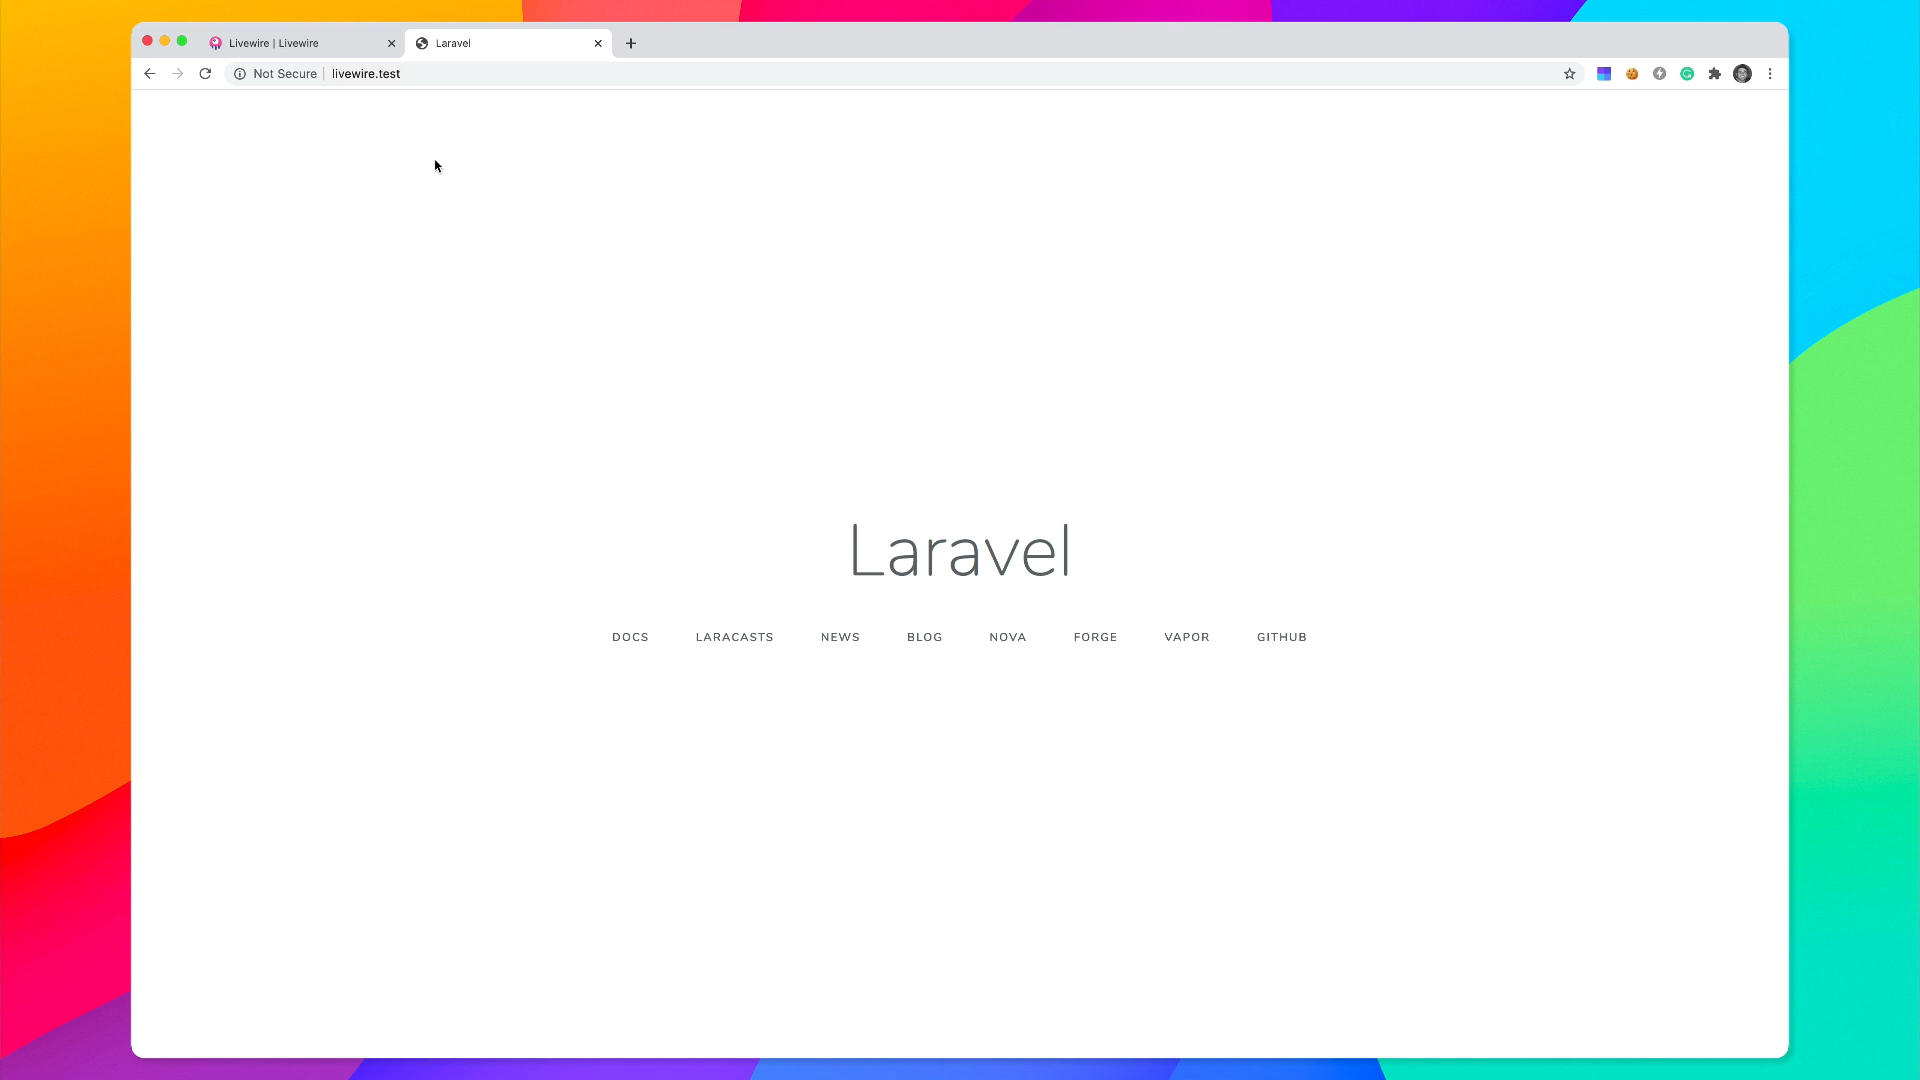 Livewire | Livewire
Laravel
Not Secure
livewire.test
Laravel
DOCS LARACASTS NEWS BLOG NOVA FORGE VAPOR GITHUB